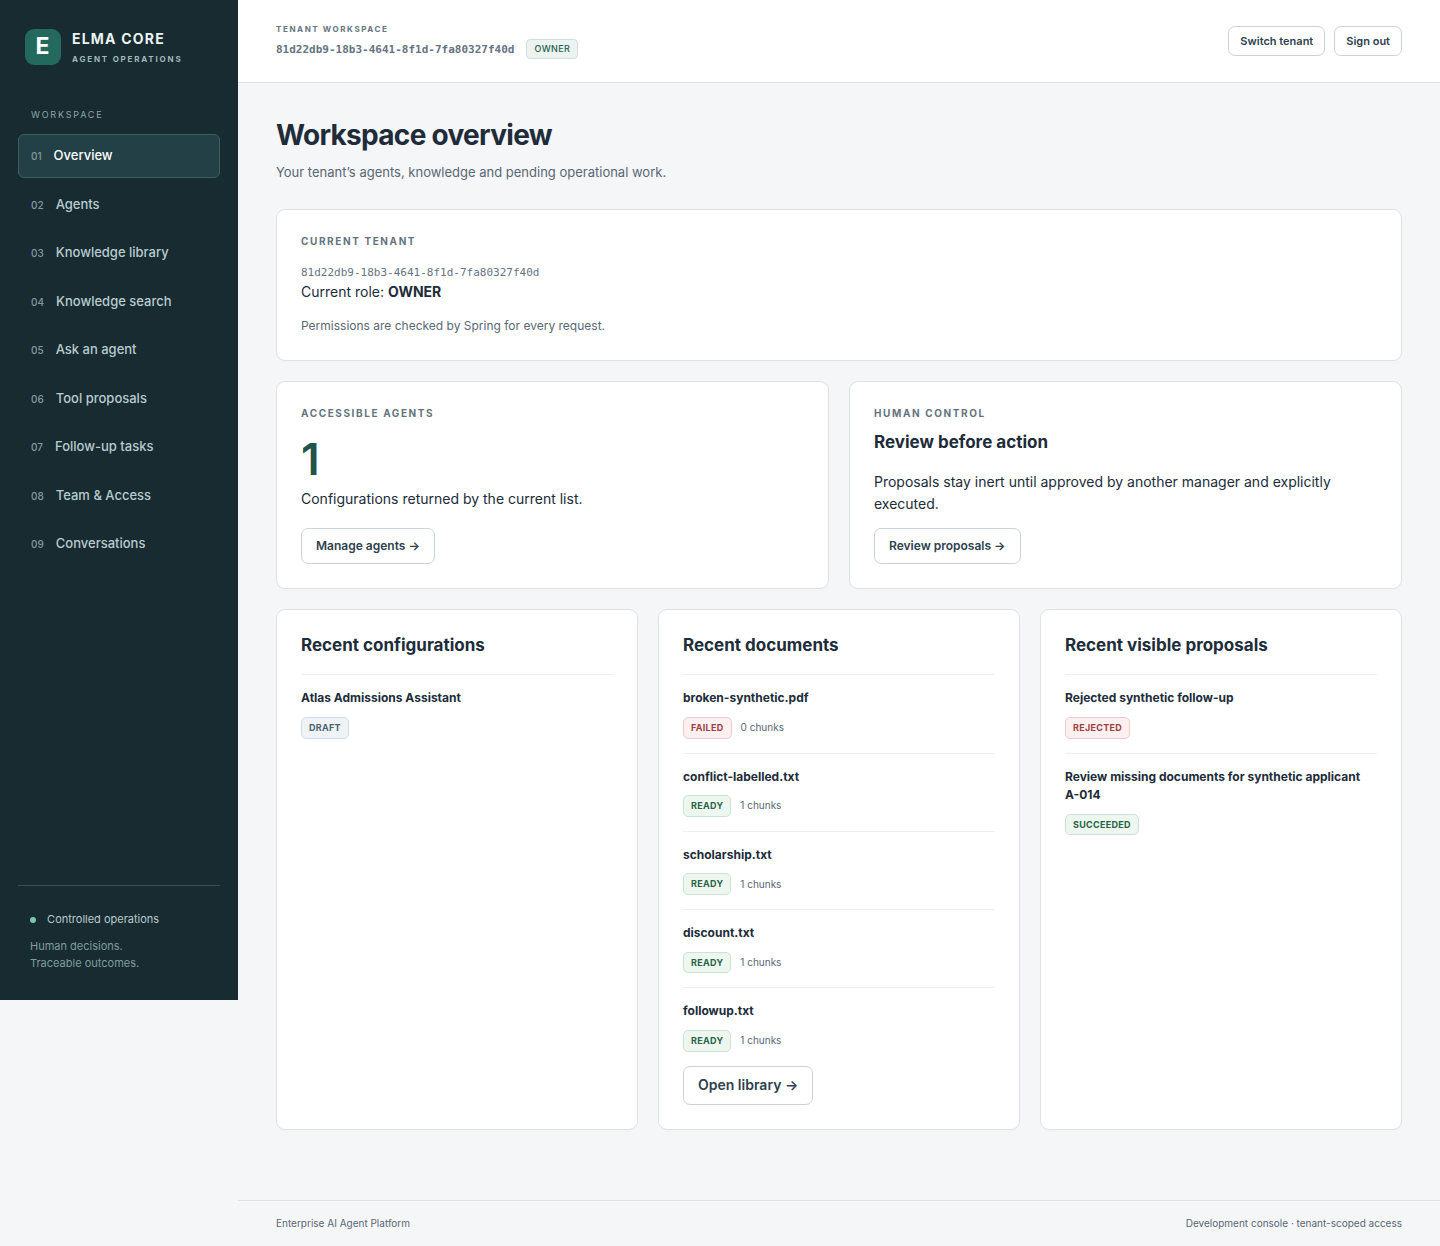 E
ELMA CORE
AGENT OPERATIONS
WORKSPACE
01 Overview
02 Agents
03 Knowledge library
04 Knowledge search
05 Ask an agent
06 Tool proposals
07 Follow-up tasks
08 Team & Access
09 Conversations
Controlled operations
Human decisions.
Traceable outcomes.
TENANT WORKSPACE
81d22db9-18b3-4641-8f1d-7fa80327f40d OWNER
Switch tenant
Sign out
Workspace overview
Your tenant's agents, knowledge and pending operational work.
CURRENT TENANT
81d22db9-18b3-4641-8f1d-7fa80327f40d
Current role: OWNER
Permissions are checked by Spring for every request.
ACCESSIBLE AGENTS
1
Configurations returned by the current list.
Manage agents →
HUMAN CONTROL
Review before action
Proposals stay inert until approved by another manager and explicitly
executed.
Review proposals →
Recent configurations
Atlas Admissions Assistant
DRAFT
Recent documents
broken-synthetic.pdf
FAILED 0 chunks
conflict-labelled.txt
READY 1 chunks
scholarship.txt
READY 1 chunks
discount.txt
READY 1 chunks
followup.txt
READY 1 chunks
Open library →
Recent visible proposals
Rejected synthetic follow-up
REJECTED
Review missing documents for synthetic applicant
A-014
SUCCEEDED
Enterprise AI Agent Platform
Development console · tenant-scoped access